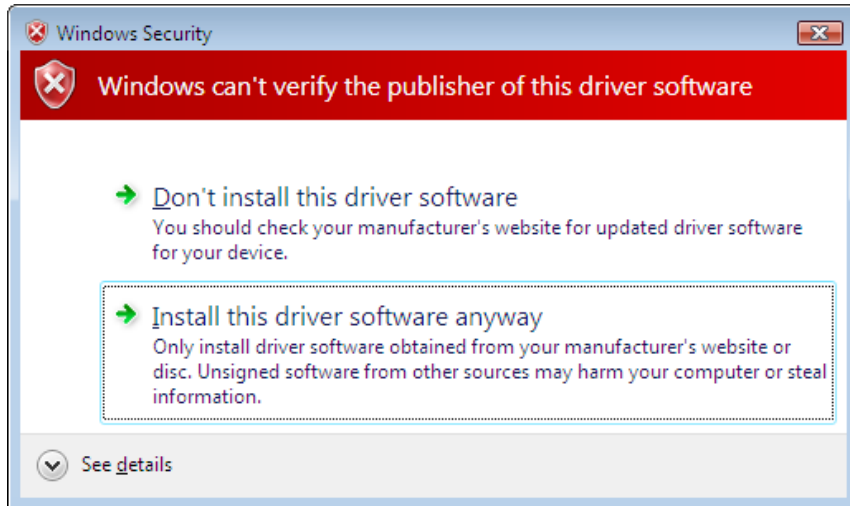 Windows Security
Windows can't verify the publisher of this driver software
Don't install this driver software
You should check your manufacturer's website for updated driver software
for your device.
Install this driver software anyway
Only install driver software obtained from your manufacturer's website or
disc. Unsigned software from other sources may harm your computer or steal
information.
See details